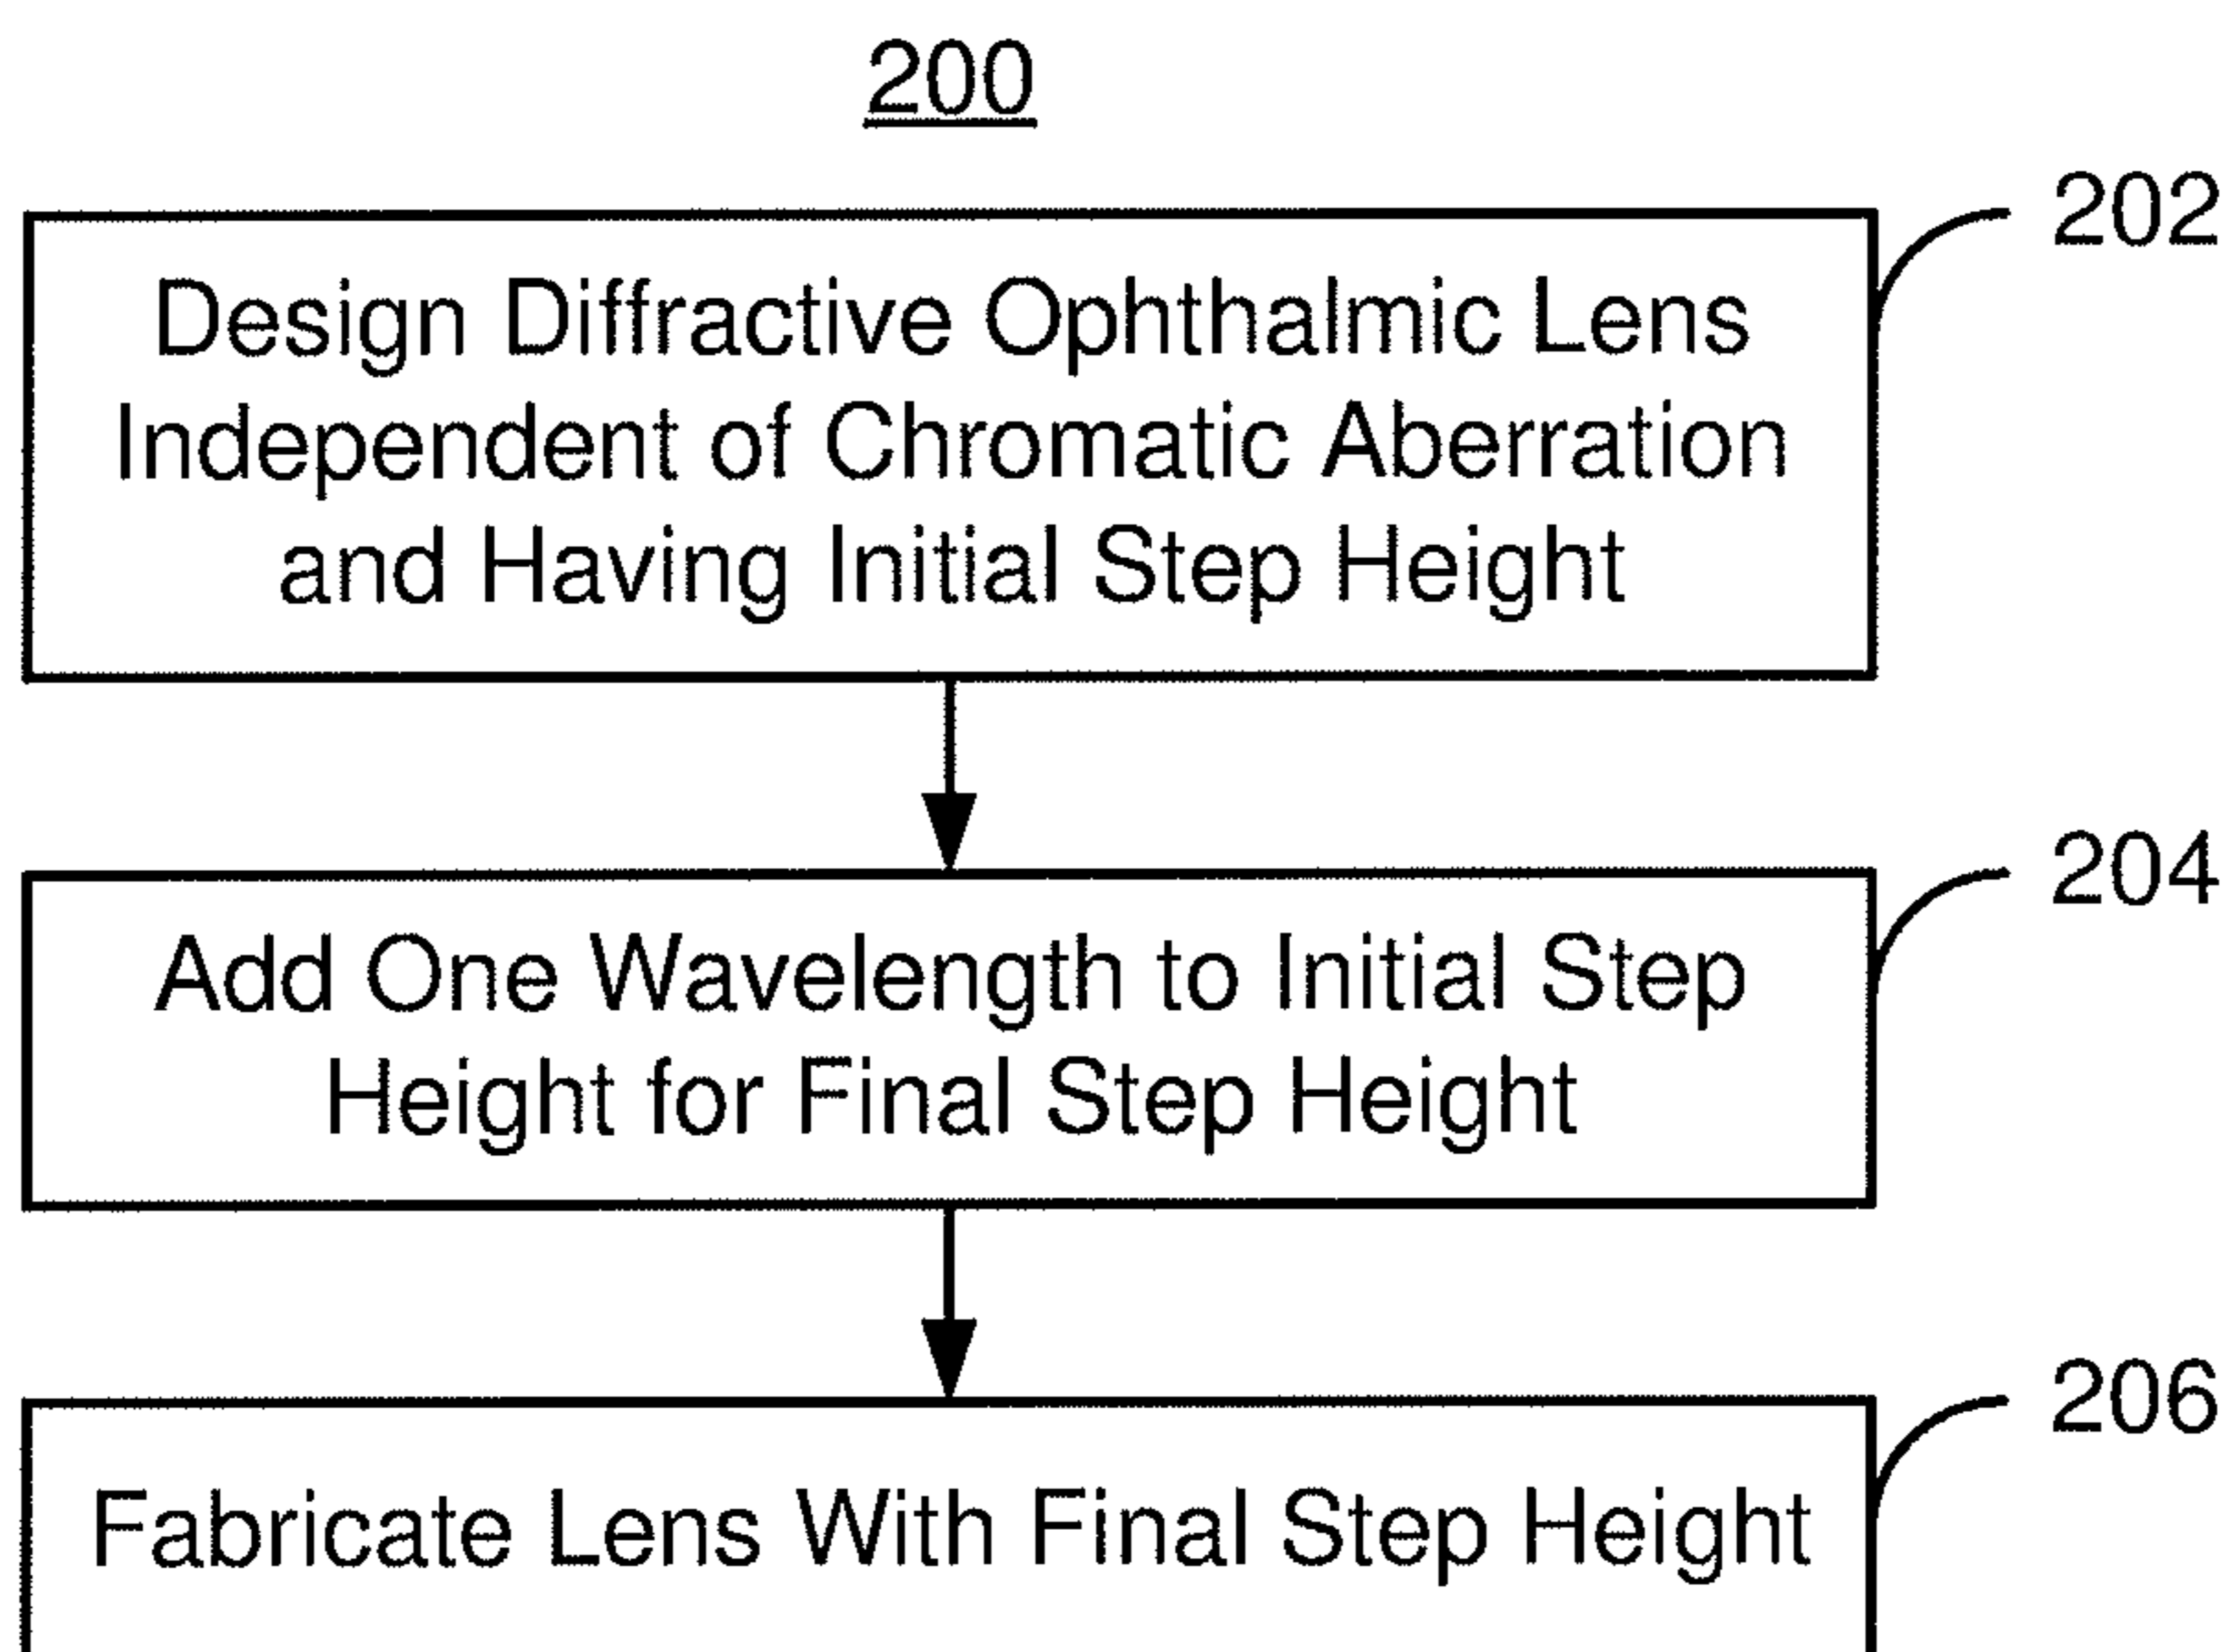 200
202
Design Diffractive Ophthalmic Lens
Independent of Chromatic Aberration
and Having Initial Step Height
204
Add One Wavelength to Initial Step
Height for Final Step Height
206
Fabricate Lens With Final Step Height